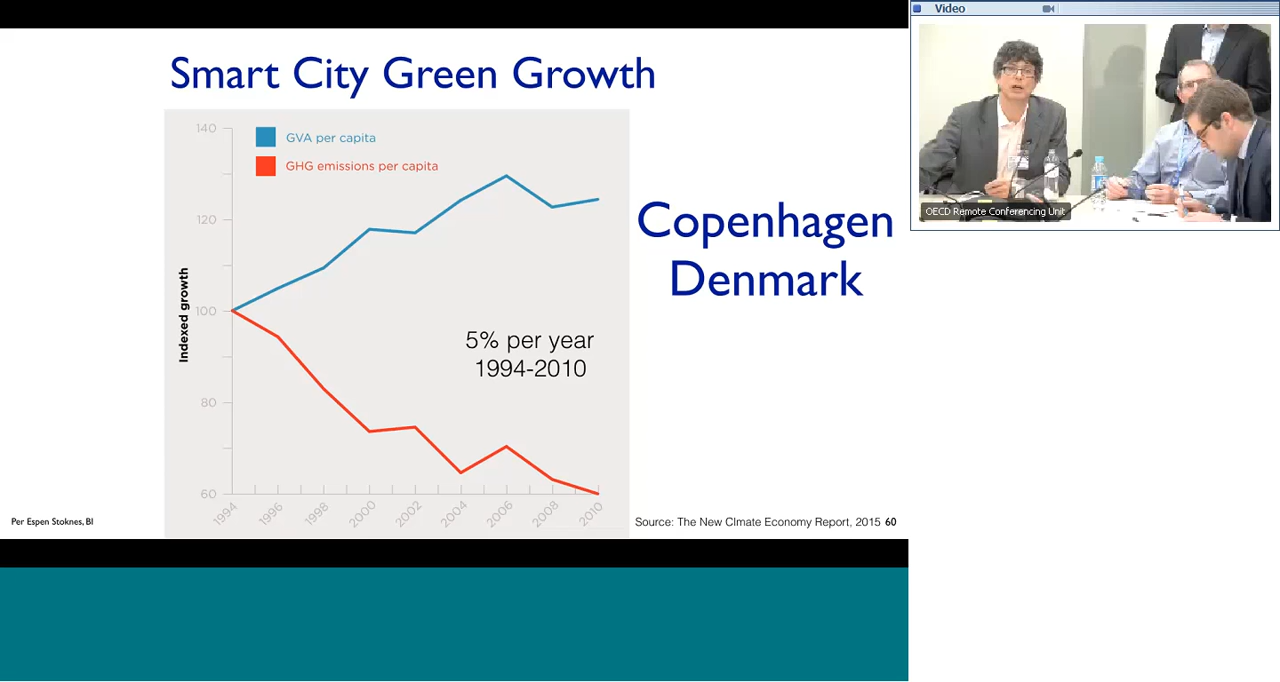 Smart City Green Growth
140
120
100
80
60
Indexed growth
GVA per capita
GHG emissions per capita
5% per year
1994-2010
1994
1996
1998
2000
2002
2004
2006
2008
2010
Copenhagen
Denmark
Per Espen Stoknes, BI
Source: The New Clmate Economy Report, 2015 60
Video
OECD Remote Conferencing Unit